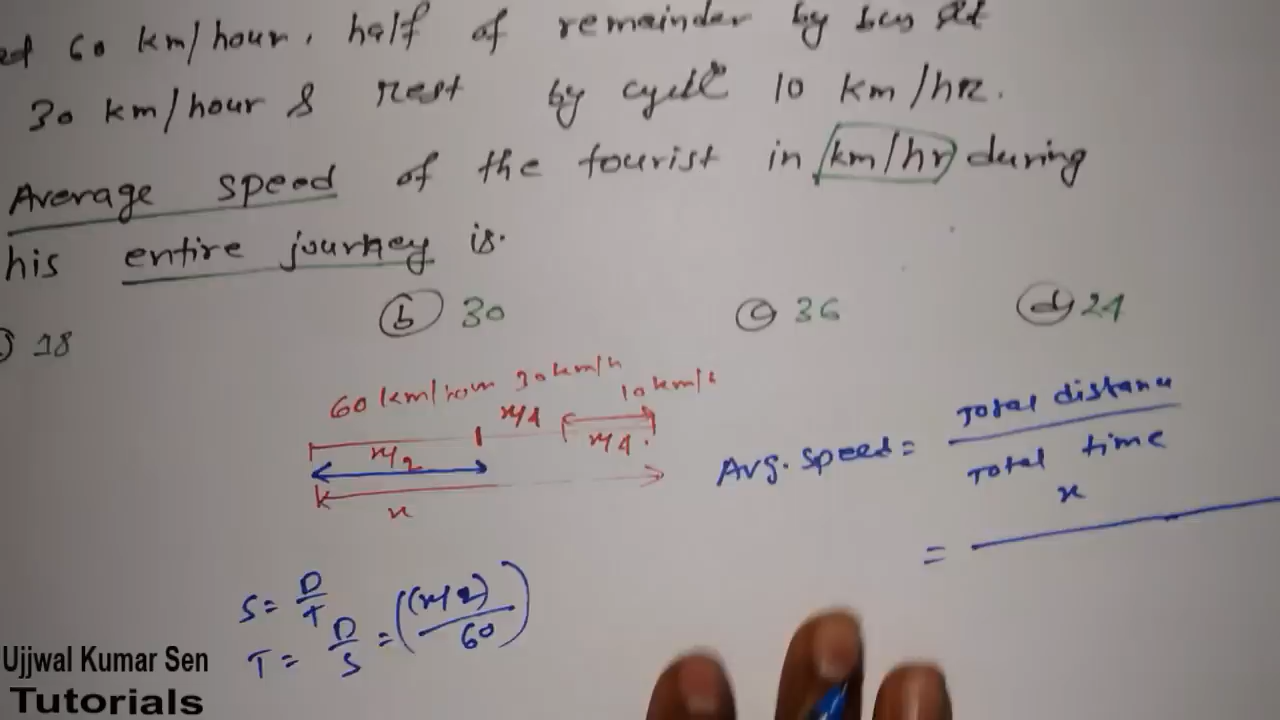 60 km/hour, half of remainder by bus at
30 km/hour & rest by cycle 10 km/hr.
Average speed of the tourist in km/hr during
his entire journey is.
18 (b) 30 (c) 36 (d) 24
60 km/hour 30 km/h 10 km/h
x/2 x/4 x/4
x
Avg. speed = Total distance
Total time
= x
S = D/T
T = D/S = ((x/2)/60)
Ujjwal Kumar Sen
Tutorials